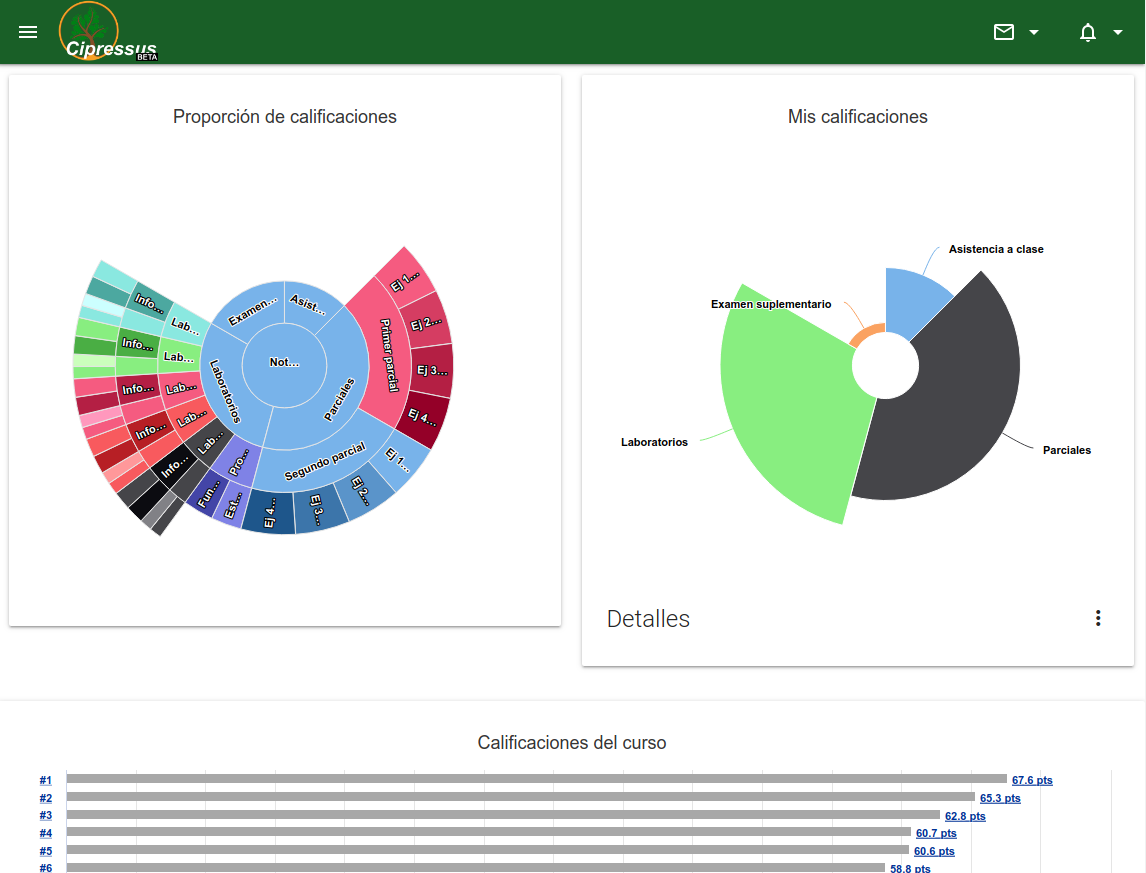 Cipressus
BETA
Proporción de calificaciones
Not...
Examen...
Asist...
Parciales
Laboratorios
Primer parcial
Segundo parcial
Ej 1...
Ej 2...
Ej 3...
Ej 4...
Ej 1...
Ej 2...
Ej 3...
Ej 4...
Pro...
Est...
Fun...
Lab...
Info...
Lab...
Info...
Lab...
Info...
Lab...
Info...
Lab...
Info...
Mis calificaciones
Asistencia a clase
Examen suplementario
Laboratorios
Parciales
Detalles
Calificaciones del curso
#1 67.6 pts
#2 65.3 pts
#3 62.8 pts
#4 60.7 pts
#5 60.6 pts
#6 58.8 pts